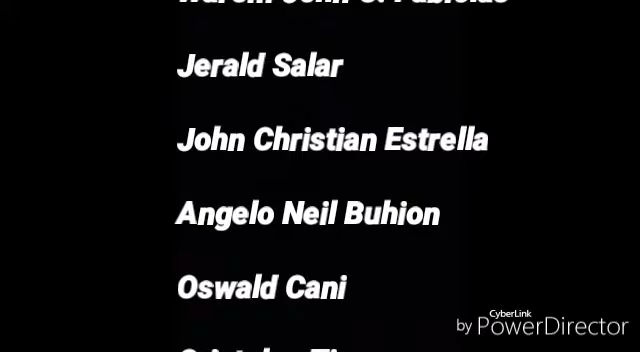 Jerald Salar
John Christian Estrella
Angelo Neil Buhion
Oswald Cani
CyberLink
by PowerDirector